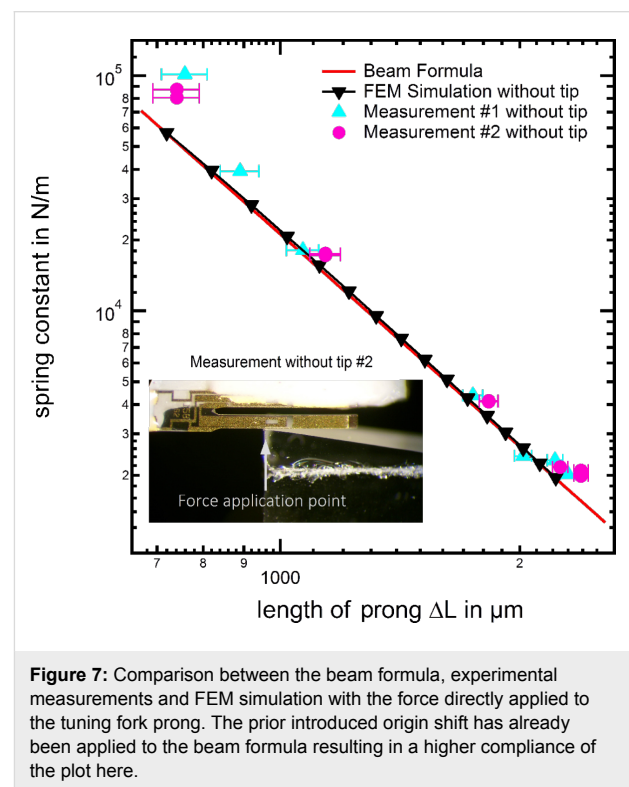 10⁵
8
7
6
5
4
3
2
10⁴
8
7
6
5
4
3
2
spring constant in N/m
Beam Formula
FEM Simulation without tip
Measurement #1 without tip
Measurement #2 without tip
Measurement without tip #2
Force application point
7 8 9 2
1000
length of prong ΔL in µm
Figure 7: Comparison between the beam formula, experimental
measurements and FEM simulation with the force directly applied to
the tuning fork prong. The prior introduced origin shift has already
been applied to the beam formula resulting in a higher compliance of
the plot here.